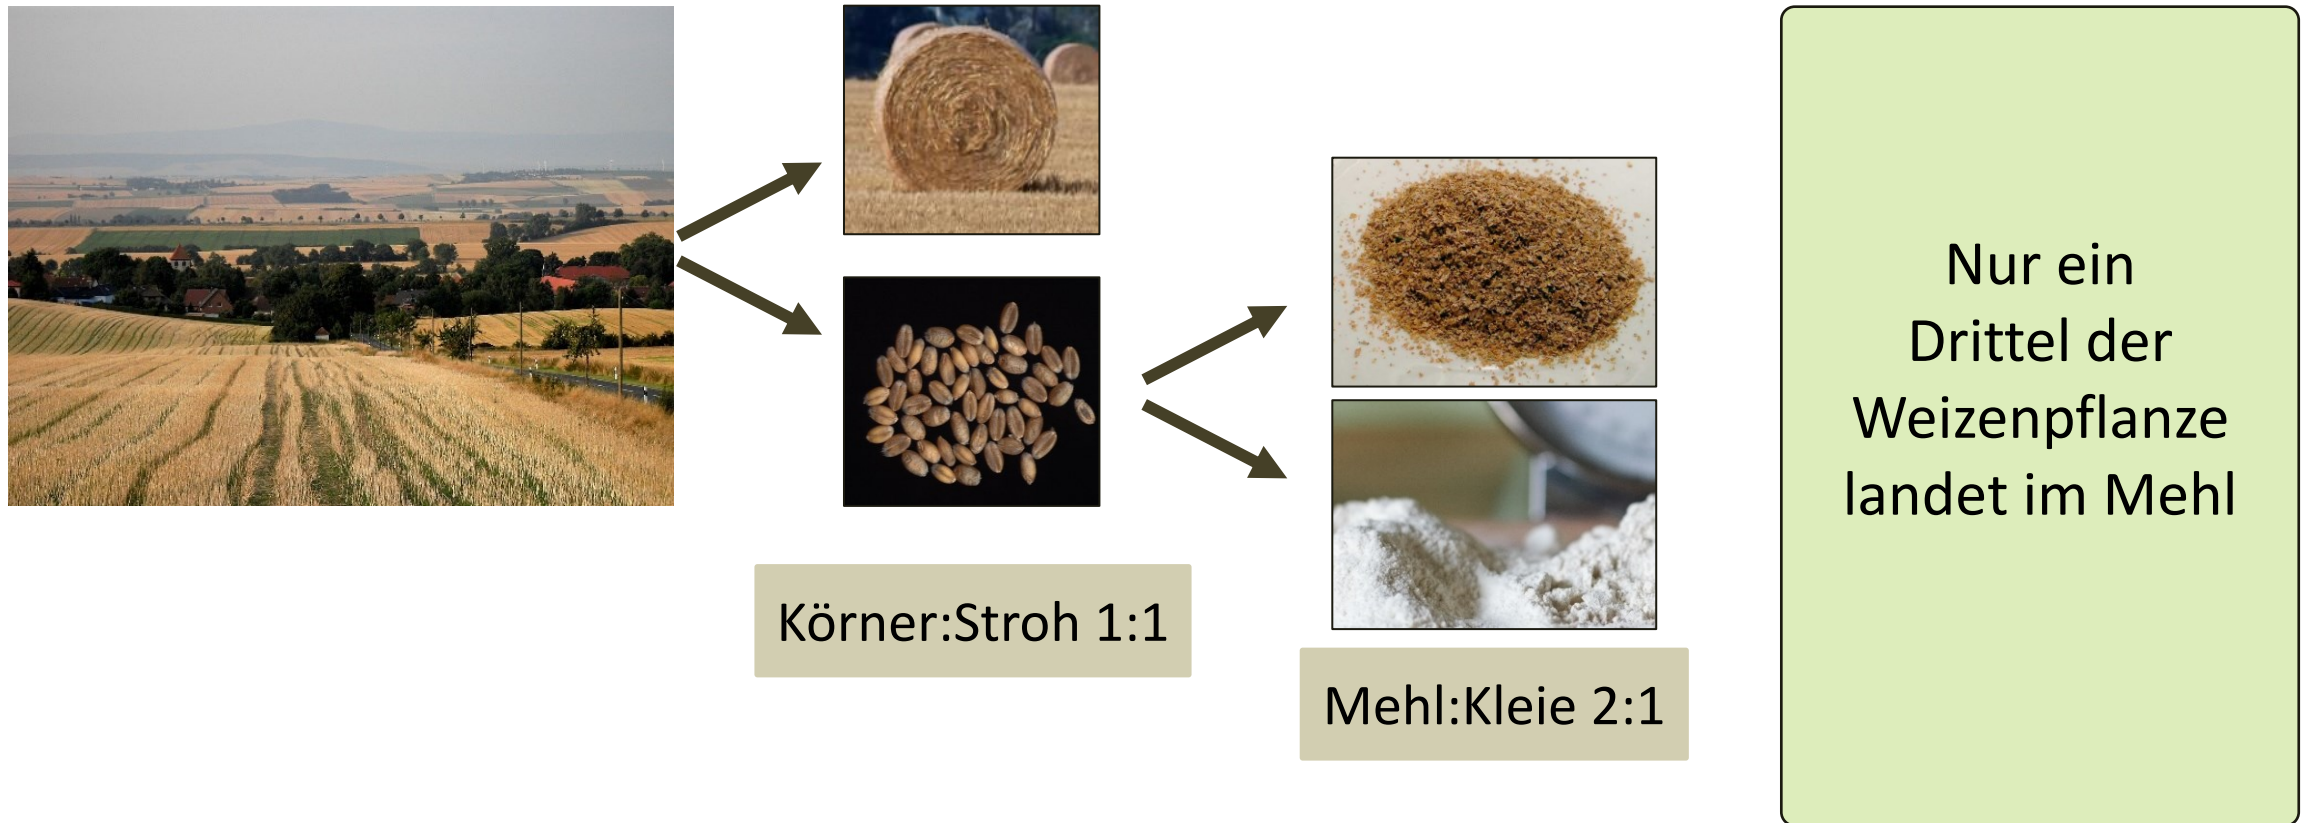 Körner:Stroh 1:1
Mehl:Kleie 2:1
Nur ein
Drittel der
Weizenpflanze
landet im Mehl